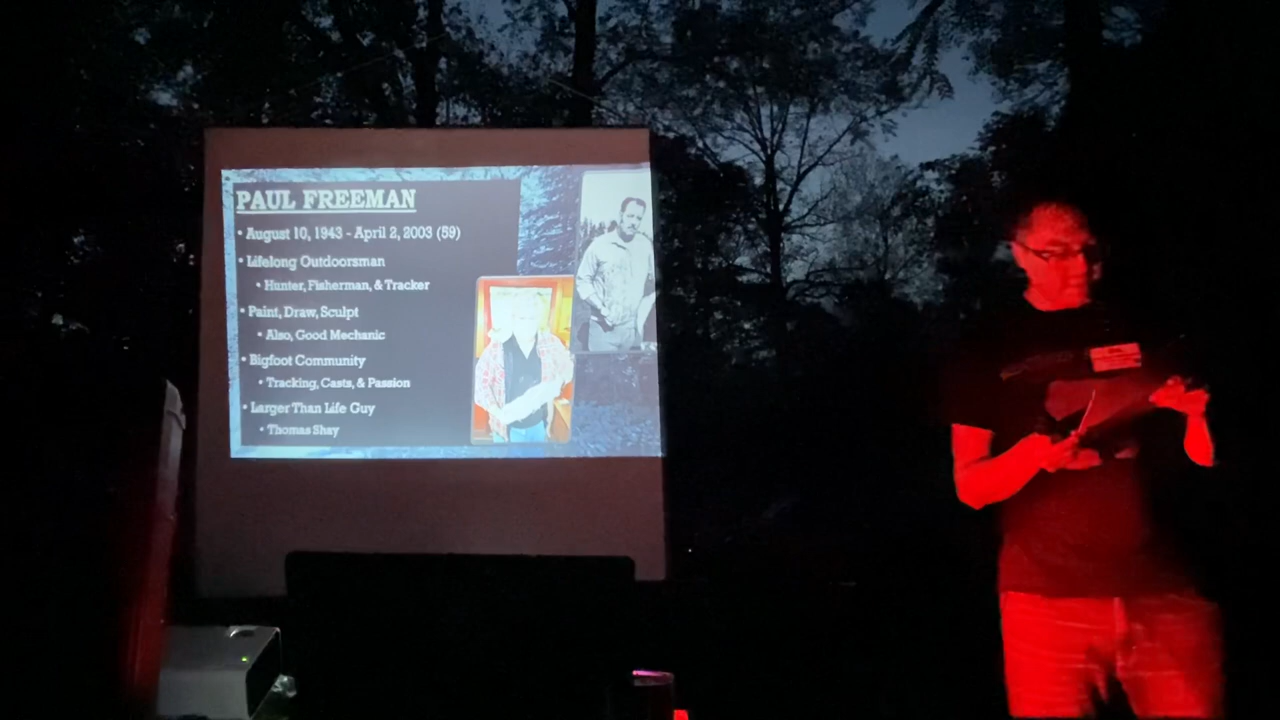 PAUL FREEMAN
• August 10, 1943 - April 2, 2003 (59)
• Lifelong Outdoorsman
• Hunter, Fisherman, & Tracker
• Paint, Draw, Sculpt
• Also, Good Mechanic
• Bigfoot Community
• Tracking, Casts, & Passion
• Larger Than Life Guy
• Thomas Shay